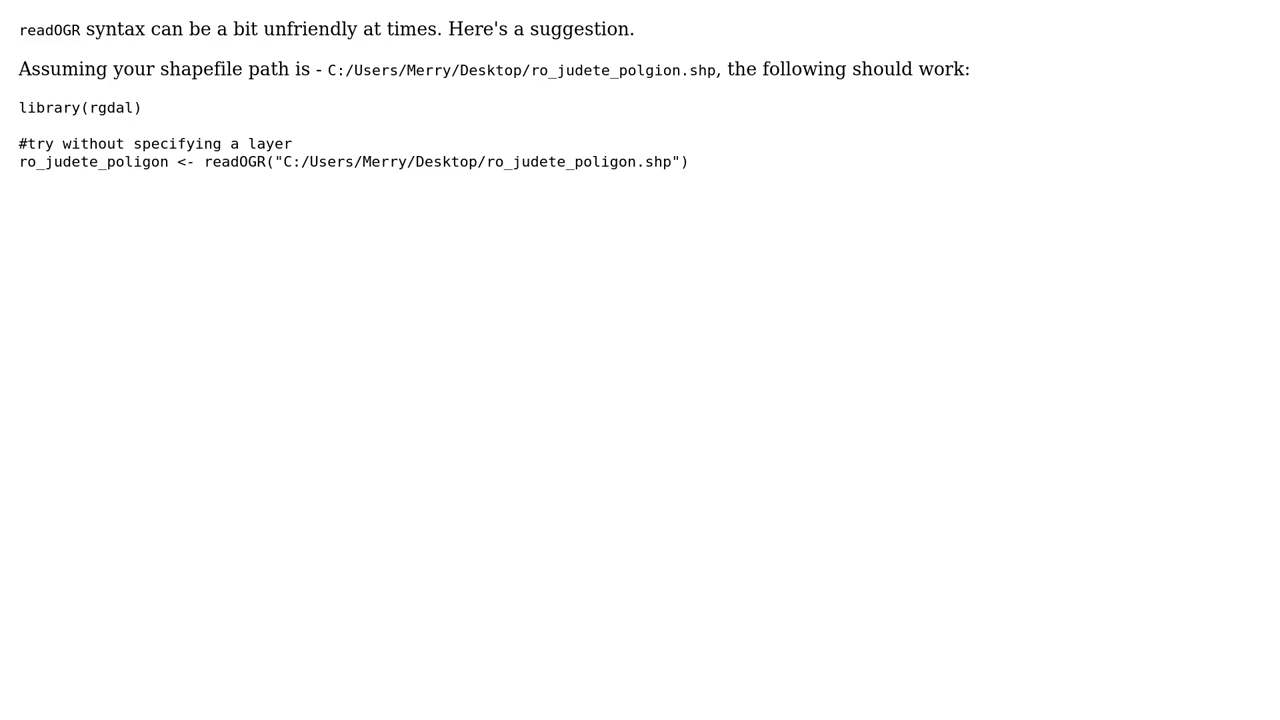 readOGR syntax can be a bit unfriendly at times. Here's a suggestion.
Assuming your shapefile path is - C:/Users/Merry/Desktop/ro_judete_polgion.shp, the following should work:
library(rgdal)
#try without specifying a layer
ro_judete_poligon <- readOGR("C:/Users/Merry/Desktop/ro_judete_poligon.shp")